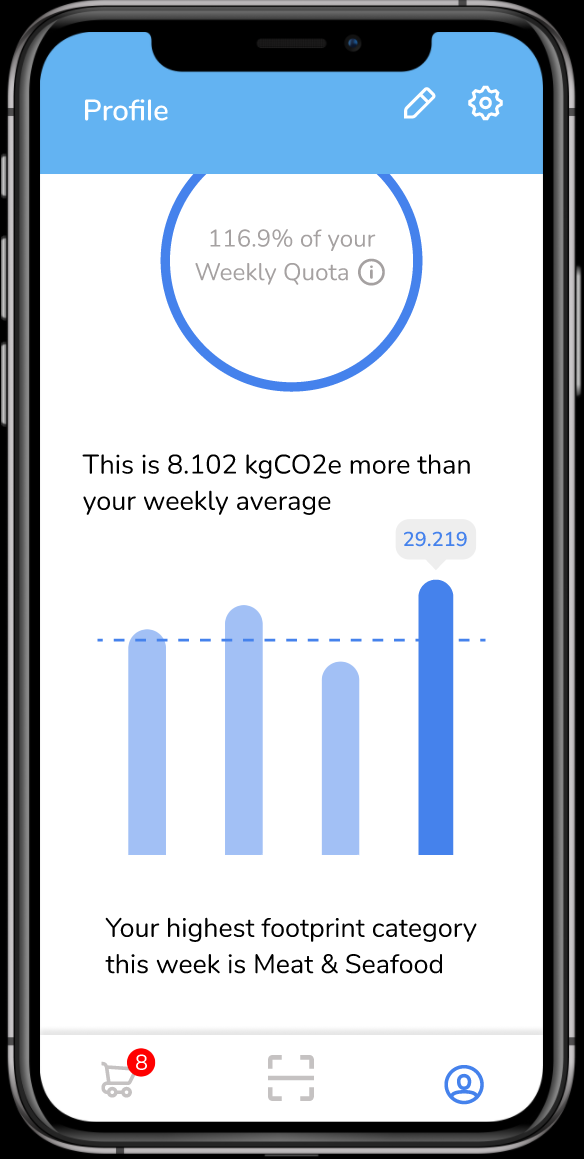 Profile
116.9% of your
Weekly Quota
This is 8.102 kgCO2e more than
your weekly average
29.219
Your highest footprint category
this week is Meat & Seafood
8